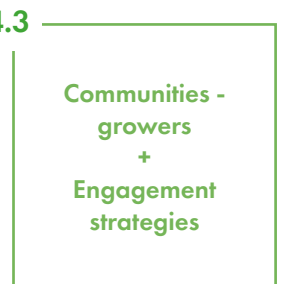 4.3
Communities -
growers
+
Engagement
strategies